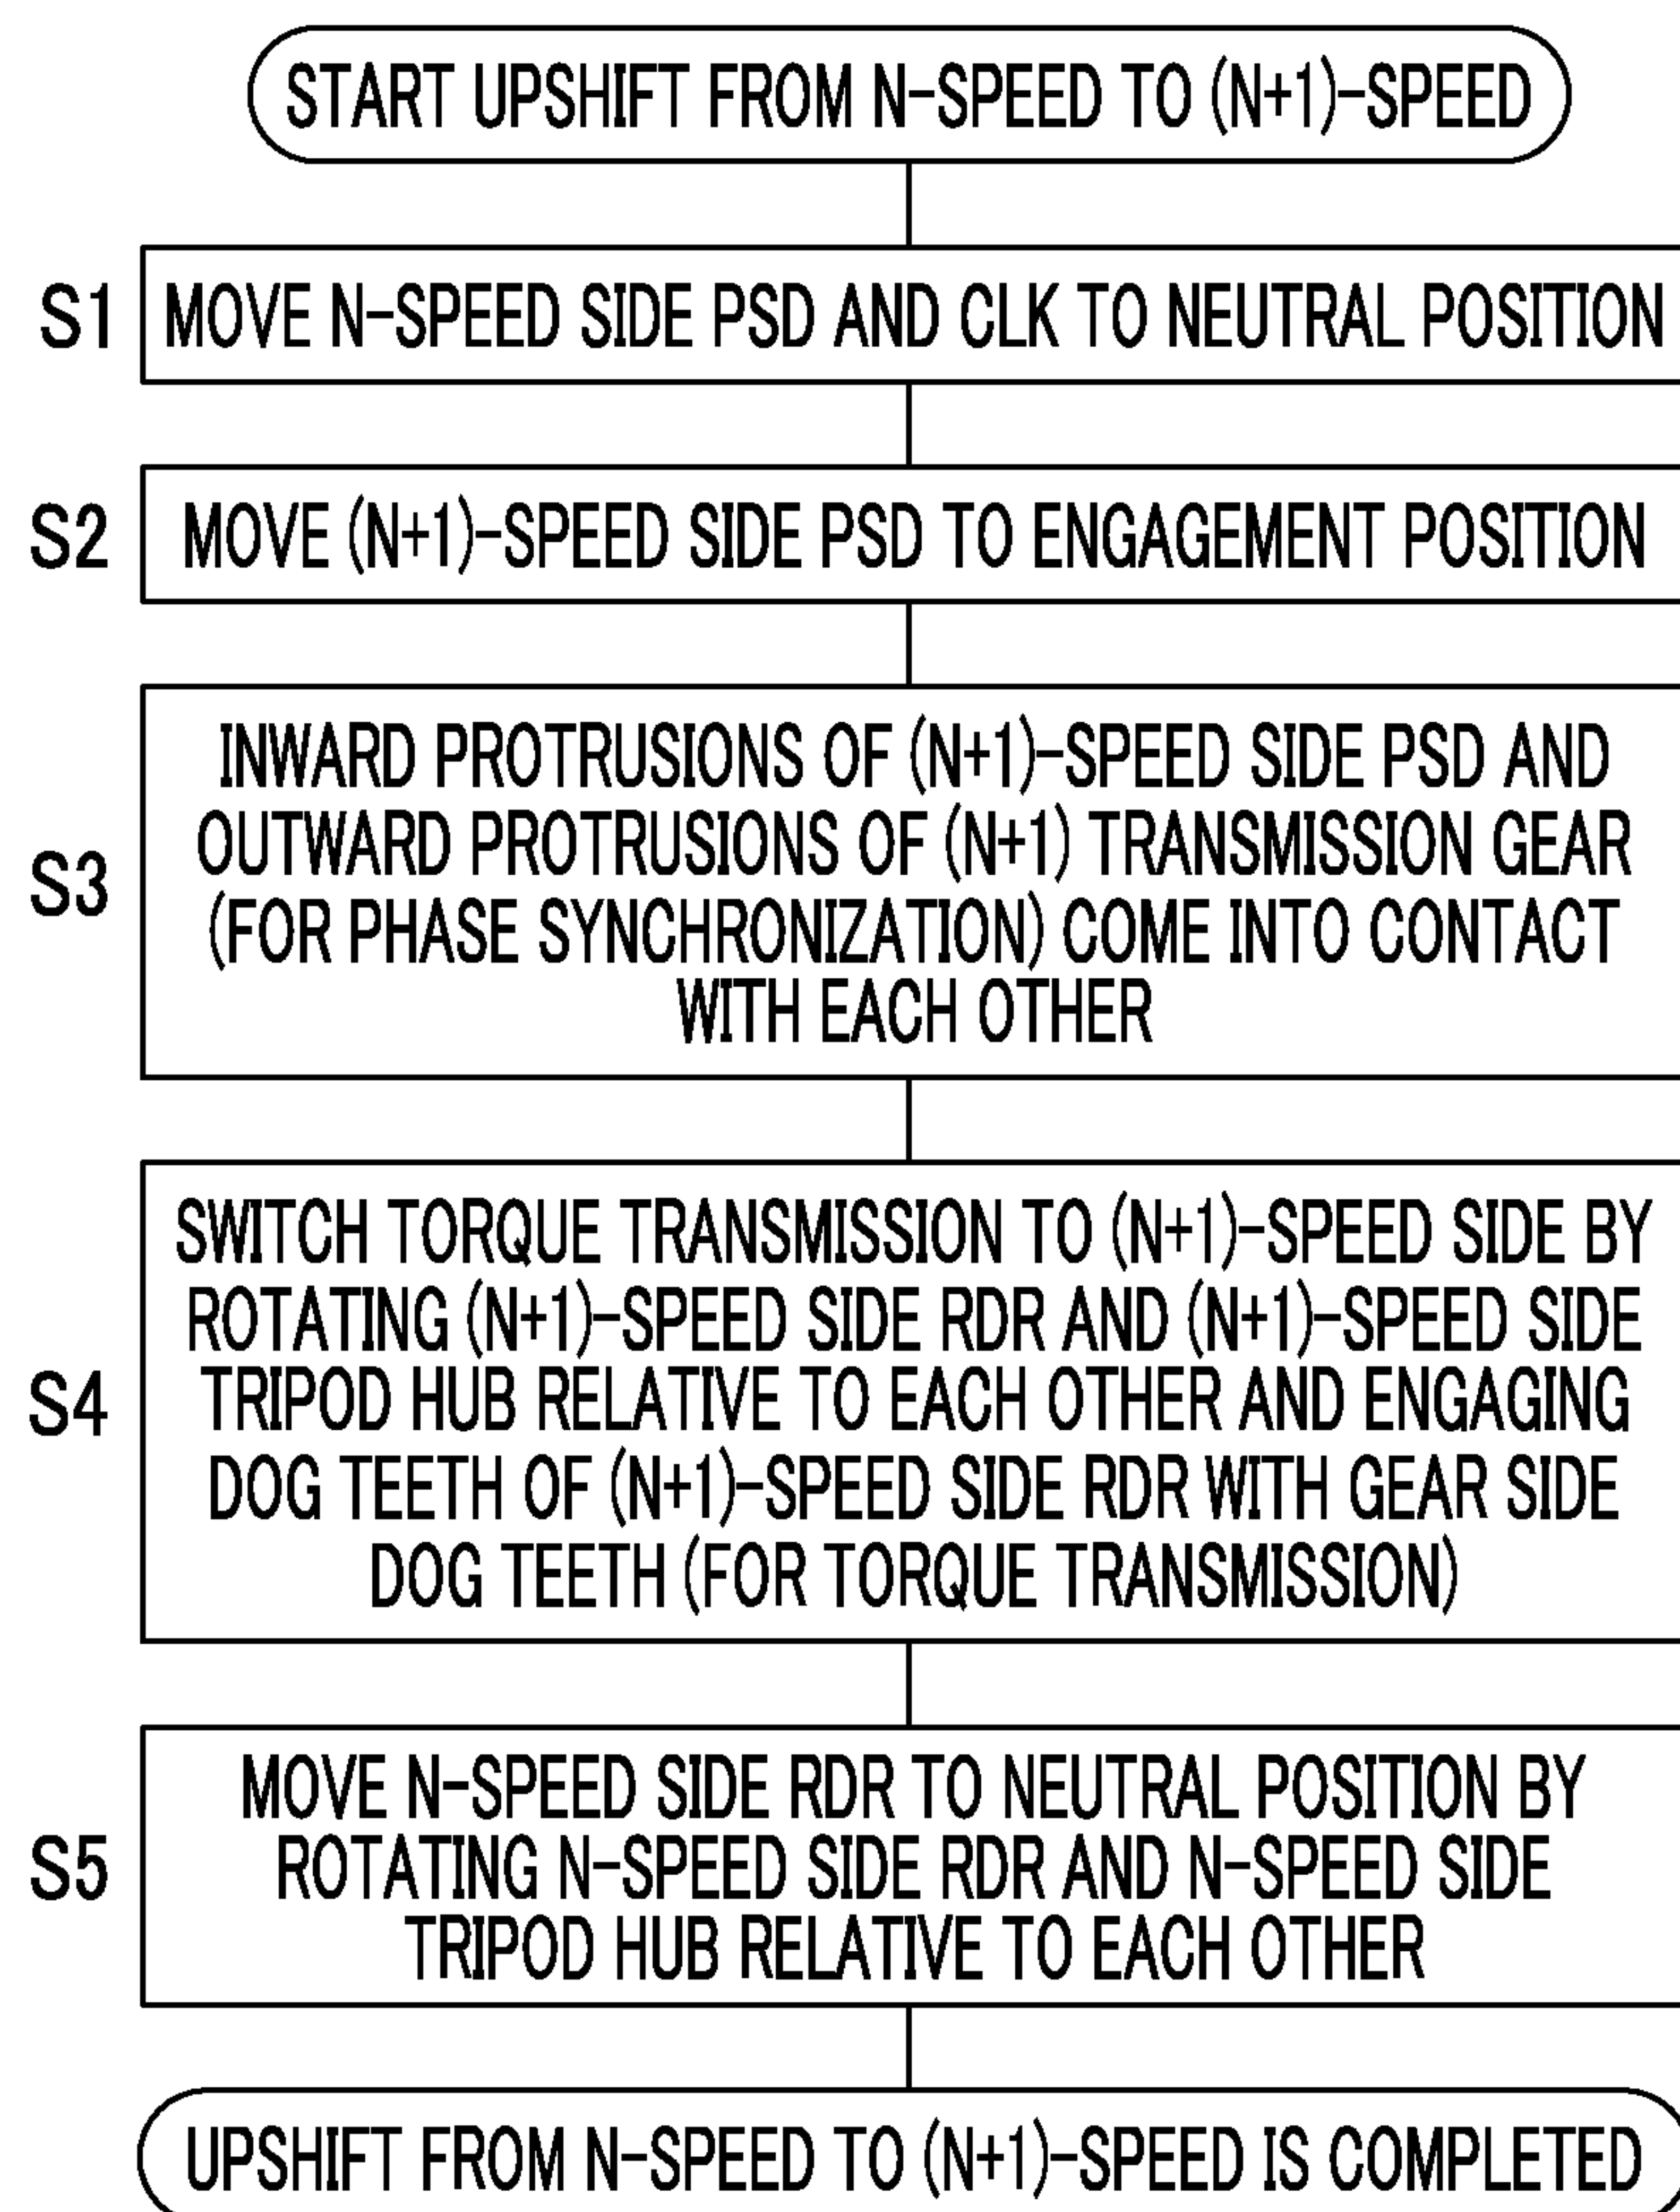 START UPSHIFT FROM N-SPEED TO (N+1)-SPEED
S1
MOVE N-SPEED SIDE PSD AND CLK TO NEUTRAL POSITION
S2
MOVE (N+1)-SPEED SIDE PSD TO ENGAGEMENT POSITION
S3
INWARD PROTRUSIONS OF (N+1)-SPEED SIDE PSD AND
OUTWARD PROTRUSIONS OF (N+1) TRANSMISSION GEAR
(FOR PHASE SYNCHRONIZATION) COME INTO CONTACT
WITH EACH OTHER
S4
SWITCH TORQUE TRANSMISSION TO (N+1)-SPEED SIDE BY
ROTATING (N+1)-SPEED SIDE RDR AND (N+1)-SPEED SIDE
TRIPOD HUB RELATIVE TO EACH OTHER AND ENGAGING
DOG TEETH OF (N+1)-SPEED SIDE RDR WITH GEAR SIDE
DOG TEETH (FOR TORQUE TRANSMISSION)
S5
MOVE N-SPEED SIDE RDR TO NEUTRAL POSITION BY
ROTATING N-SPEED SIDE RDR AND N-SPEED SIDE
TRIPOD HUB RELATIVE TO EACH OTHER
UPSHIFT FROM N-SPEED TO (N+1)-SPEED IS COMPLETED